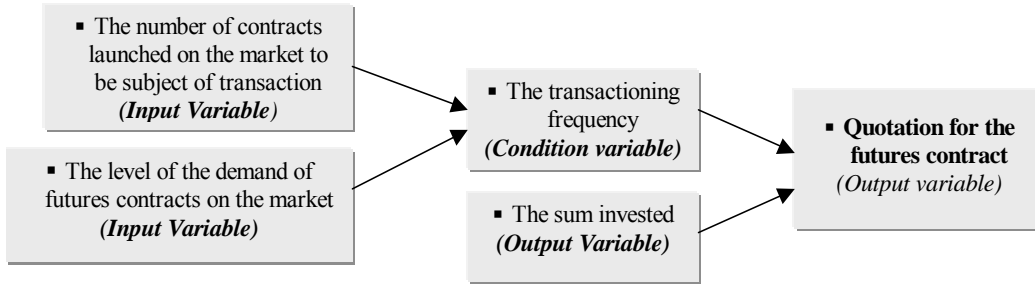 ▪ The number of contracts
launched on the market to
be subject of transaction
(Input Variable)
▪ The level of the demand of
futures contracts on the market
(Input Variable)
▪ The transactioning
frequency
(Condition variable)
▪ The sum invested
(Output Variable)
▪ Quotation for the
futures contract
(Output variable)